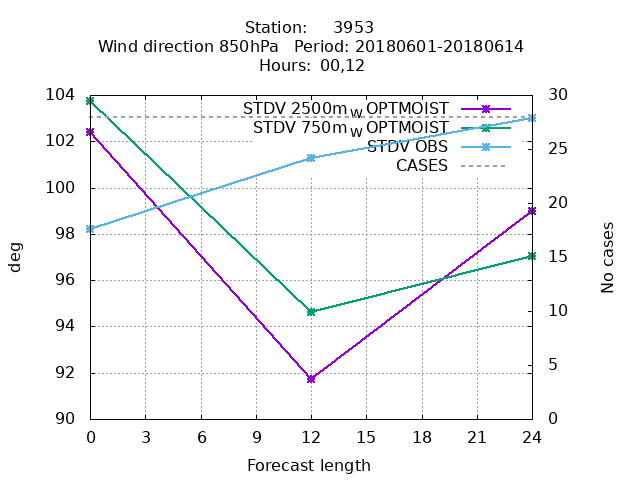 Station: 3953
Wind direction 850hPa Period: 20180601-20180614
Hours: 00,12
104
102
100
98
96
94
92
90
deg
STDV 2500m_W OPTMOIST
STDV 750m_W OPTMOIST
STDV OBS
CASES
30
25
20
15
10
5
0
No cases
0 3 6 9 12 15 18 21 24
Forecast length